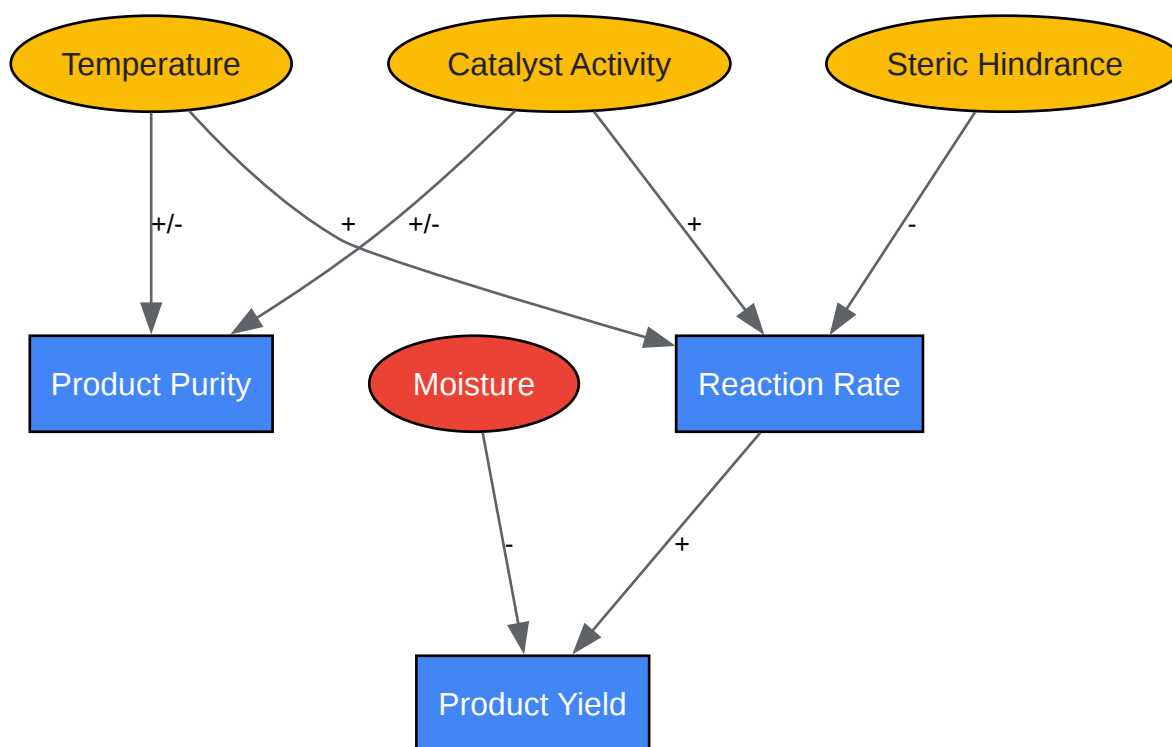 Temperature
Catalyst Activity
Steric Hindrance
+/-
+
+/-
+
-
Product Purity
Moisture
Reaction Rate
-
+
Product Yield